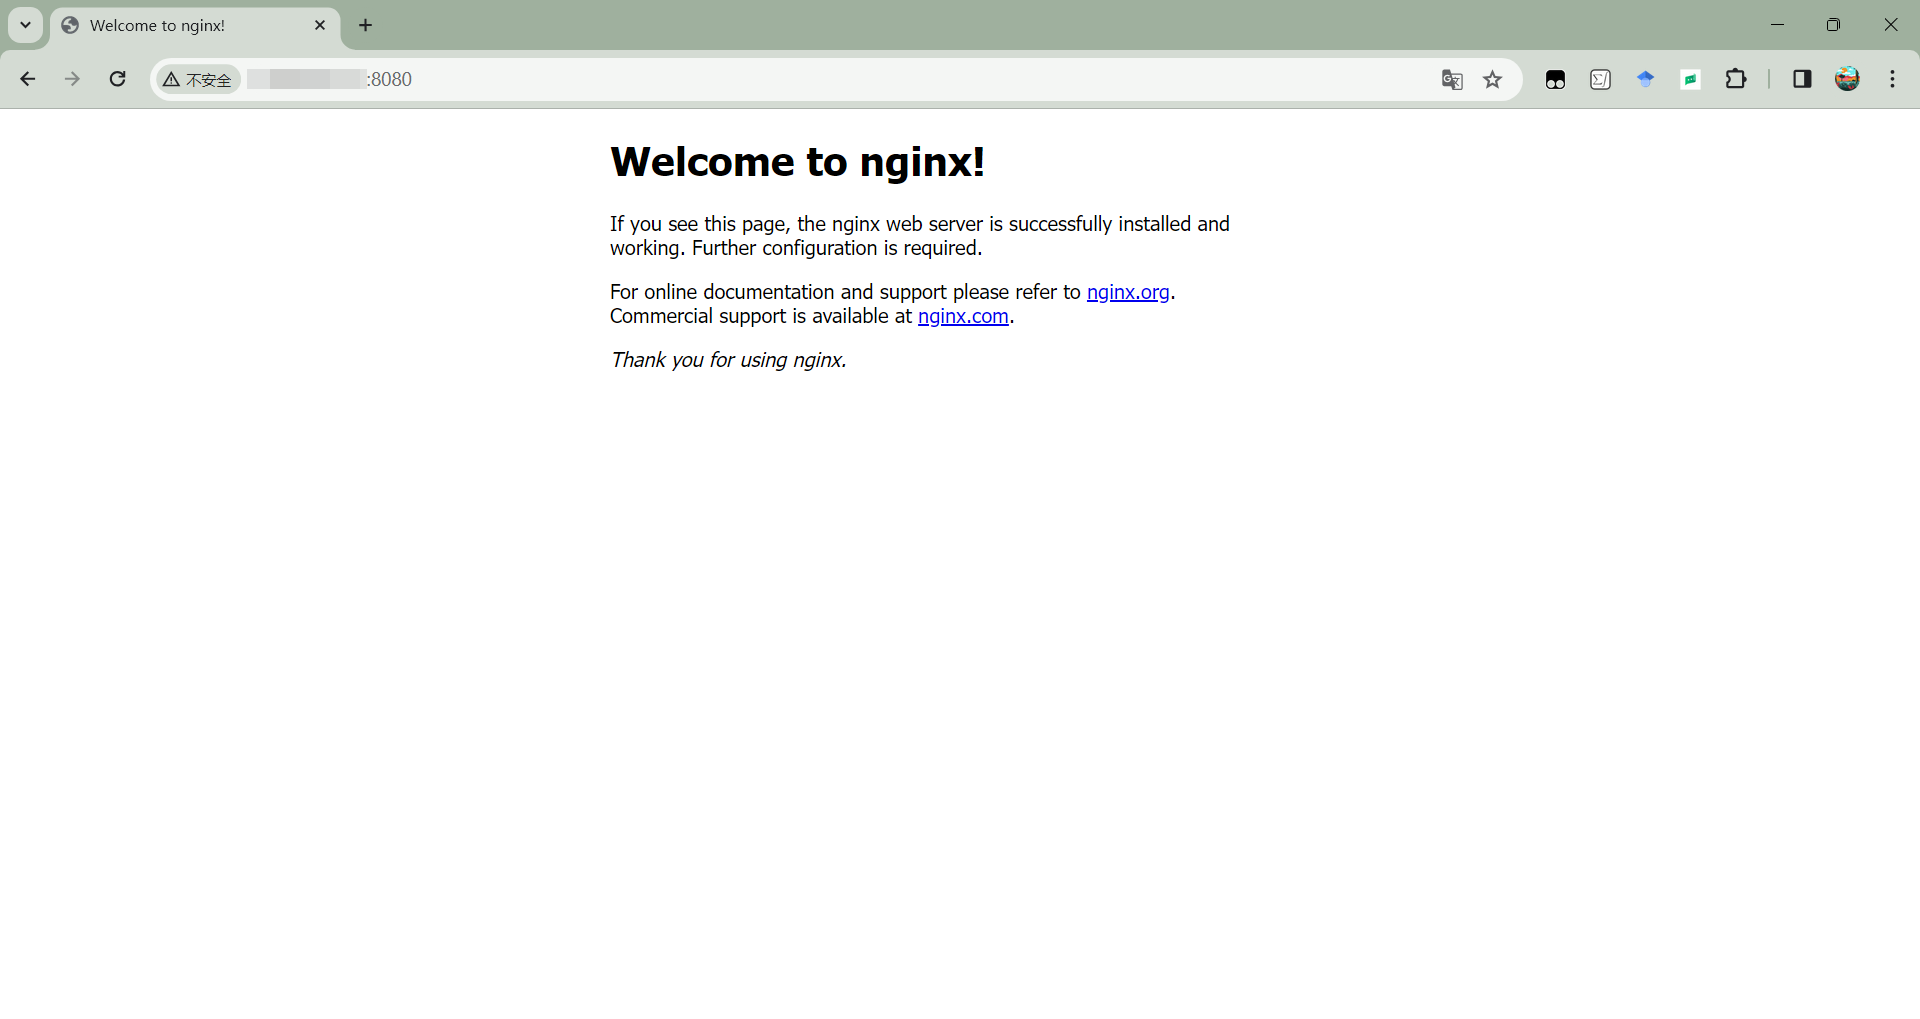 Welcome to nginx!
不安全 :8080
Welcome to nginx!
If you see this page, the nginx web server is successfully installed and
working. Further configuration is required.
For online documentation and support please refer to nginx.org.
Commercial support is available at nginx.com.
Thank you for using nginx.